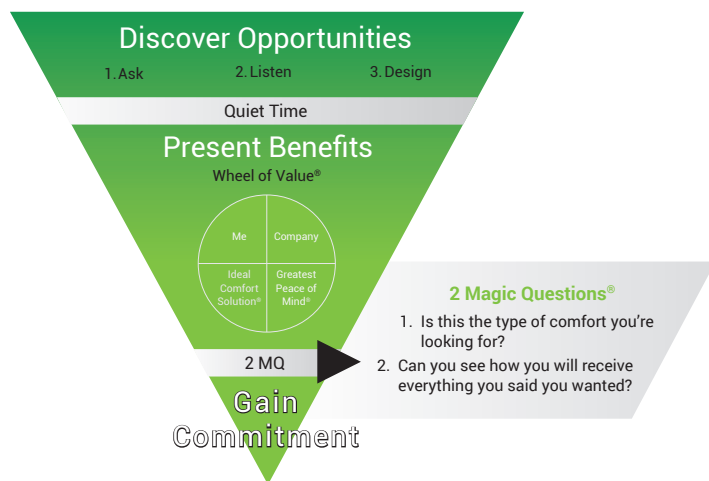 Discover Opportunities
1. Ask 2. Listen 3. Design
Quiet Time
Present Benefits
Wheel of Value®
Me
Company
Ideal
Comfort
Solution®
Greatest
Peace of
Mind®
2 MQ
2 Magic Questions®
1. Is this the type of comfort you're
looking for?
2. Can you see how you will receive
everything you said you wanted?
Gain
Commitment